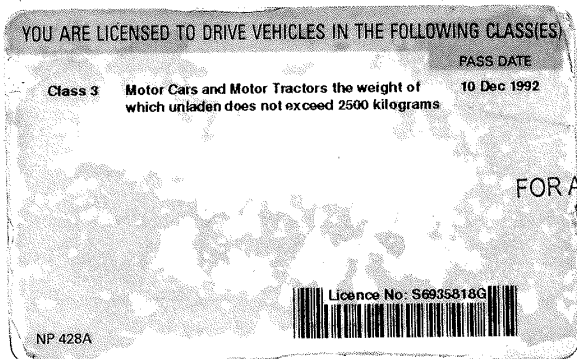 YOU ARE LICENSED TO DRIVE VEHICLES IN THE FOLLOWING CLASS(ES)
PASS DATE
Class 3 Motor Cars and Motor Tractors the weight of 10 Dec 1992
which unladen does not exceed 2500 kilograms
FOR A
Licence No: S6935818G
NP 428A